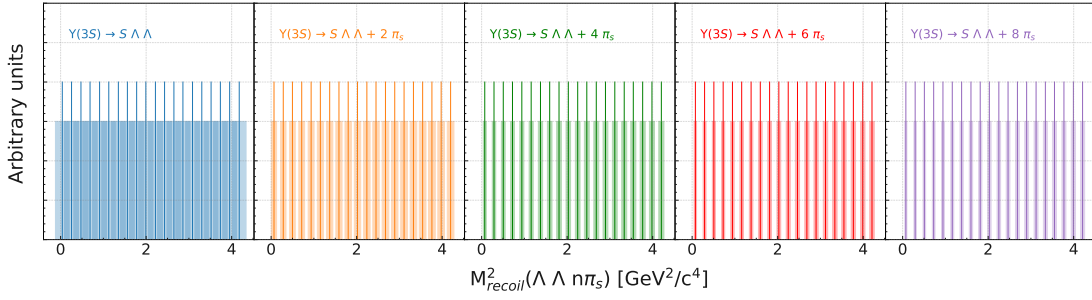 Arbitrary units
Υ(3S) → S Λ Λ
Υ(3S) → S Λ Λ + 2 πₛ
Υ(3S) → S Λ Λ + 4 πₛ
Υ(3S) → S Λ Λ + 6 πₛ
Υ(3S) → S Λ Λ + 8 πₛ
0 2 4 0 2 4 0 2 4 0 2 4 0 2 4
M²_recoil(Λ Λ nπₛ) [GeV²/c⁴]